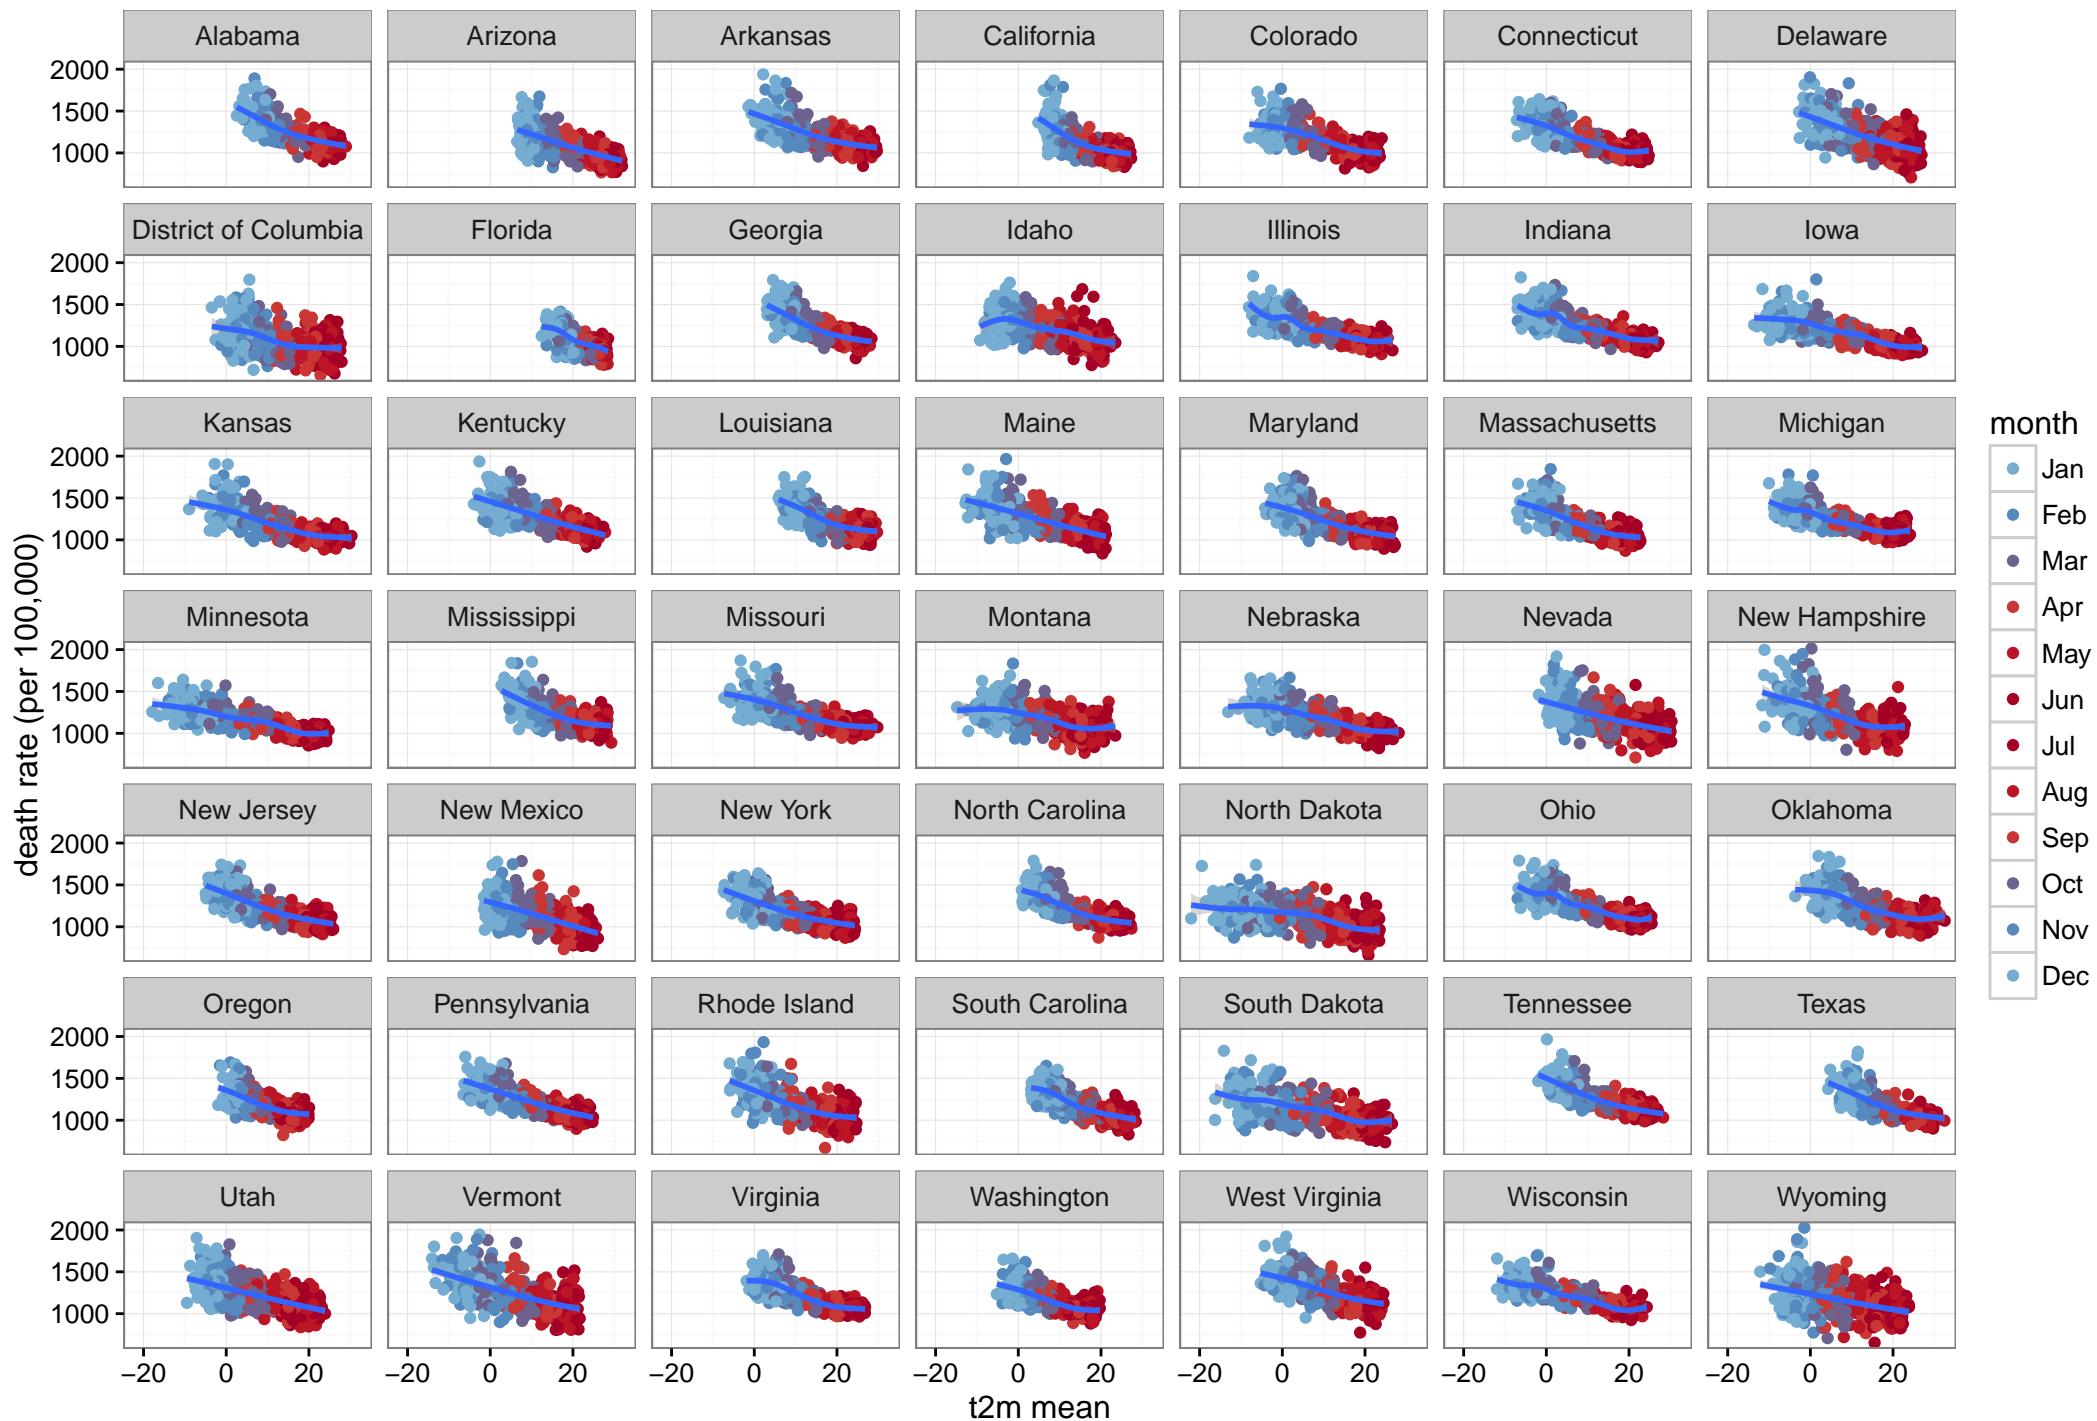 Alabama Arizona Arkansas California Colorado Connecticut Delaware
2000
1500
1000
District of Columbia Florida Georgia Idaho Illinois Indiana Iowa
2000
1500
1000
Kansas Kentucky Louisiana Maine Maryland Massachusetts Michigan
2000
1500
1000
Minnesota Mississippi Missouri Montana Nebraska Nevada New Hampshire
2000
1500
1000
New Jersey New Mexico New York North Carolina North Dakota Ohio Oklahoma
2000
1500
1000
Oregon Pennsylvania Rhode Island South Carolina South Dakota Tennessee Texas
2000
1500
1000
Utah Vermont Virginia Washington West Virginia Wisconsin Wyoming
2000
1500
1000
−20 0 20 −20 0 20 −20 0 20 −20 0 20 −20 0 20 −20 0 20 −20 0 20
t2m mean
death rate (per 100,000)
month
Jan
Feb
Mar
Apr
May
Jun
Jul
Aug
Sep
Oct
Nov
Dec